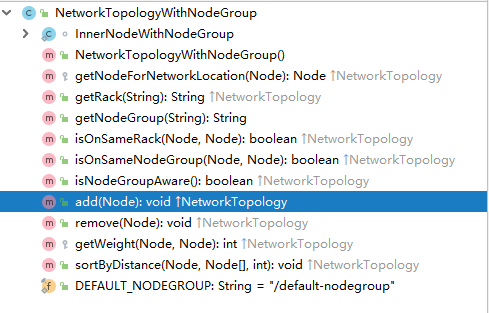 NetworkTopologyWithNodeGroup
InnerNodeWithNodeGroup
NetworkTopologyWithNodeGroup()
getNodeForNetworkLocation(Node): Node ↑NetworkTopology
getRack(String): String ↑NetworkTopology
getNodeGroup(String): String
isOnSameRack(Node, Node): boolean ↑NetworkTopology
isOnSameNodeGroup(Node, Node): boolean ↑NetworkTopology
isNodeGroupAware(): boolean ↑NetworkTopology
add(Node): void ↑NetworkTopology
remove(Node): void ↑NetworkTopology
getWeight(Node, Node): int ↑NetworkTopology
sortByDistance(Node, Node[], int): void ↑NetworkTopology
DEFAULT_NODEGROUP: String = "/default-nodegroup"